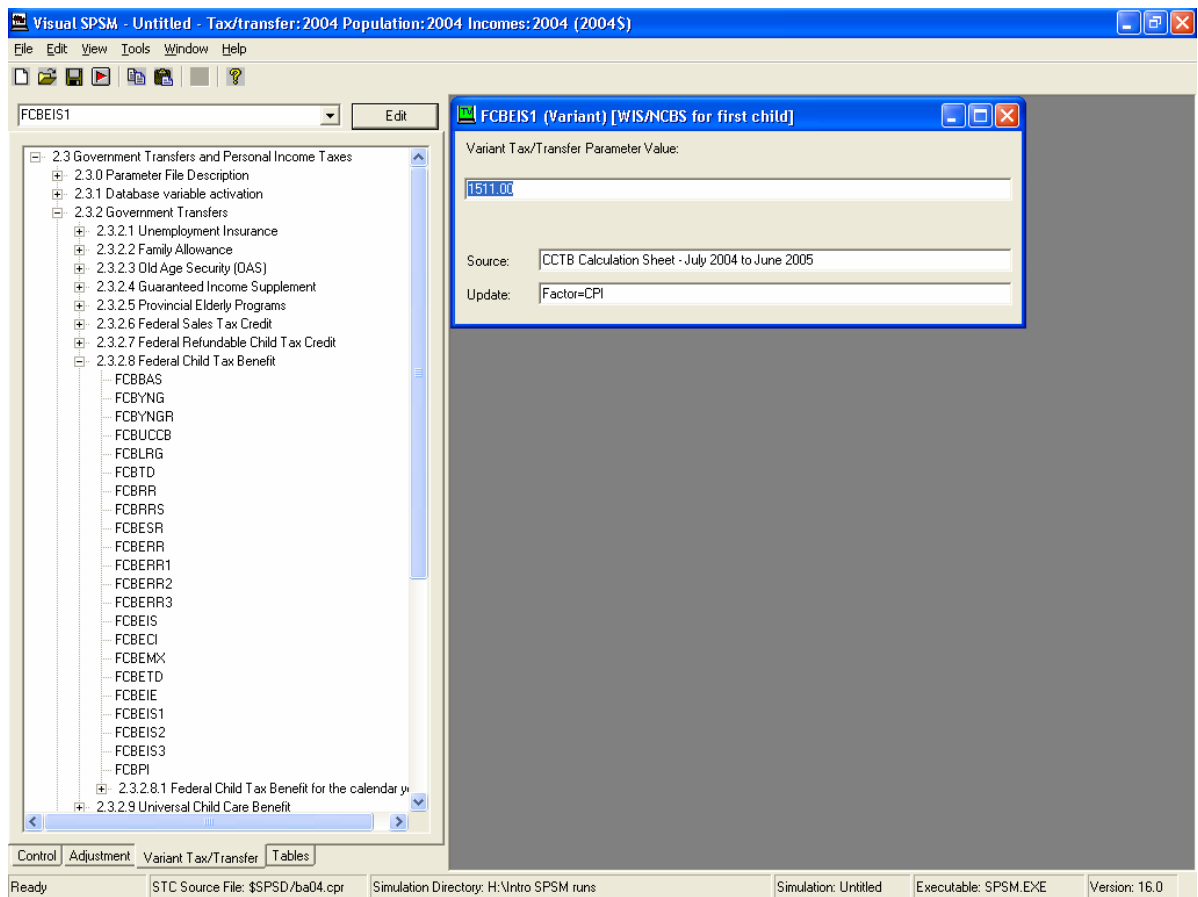 Visual SPSM - Untitled - Tax/transfer:2004 Population:2004 Incomes:2004 (2004$)
File Edit View Tools Window Help
FCBEIS1 Edit
2.3 Government Transfers and Personal Income Taxes
2.3.0 Parameter File Description
2.3.1 Database variable activation
2.3.2 Government Transfers
2.3.2.1 Unemployment Insurance
2.3.2.2 Family Allowance
2.3.2.3 Old Age Security (OAS)
2.3.2.4 Guaranteed Income Supplement
2.3.2.5 Provincial Elderly Programs
2.3.2.6 Federal Sales Tax Credit
2.3.2.7 Federal Refundable Child Tax Credit
2.3.2.8 Federal Child Tax Benefit
FCBBAS
FCBYNG
FCBYNGR
FCBUCCB
FCBLRG
FCBTD
FCBRR
FCBRRS
FCBESR
FCBERR
FCBERR1
FCBERR2
FCBERR3
FCBEIS
FCBECI
FCBEMX
FCBETD
FCBEIE
FCBEIS1
FCBEIS2
FCBEIS3
FCBPI
2.3.2.8.1 Federal Child Tax Benefit for the calendar y
2.3.2.9 Universal Child Care Benefit
Control Adjustment Variant Tax/Transfer Tables
FCBEIS1 (Variant) [WIS/NCBS for first child]
Variant Tax/Transfer Parameter Value:
1511.00
Source: CCTB Calculation Sheet - July 2004 to June 2005
Update: Factor=CPI
Ready STC Source File: $SPSD/ba04.cpr Simulation Directory: H:\Intro SPSM runs Simulation: Untitled Executable: SPSM.EXE Version: 16.0